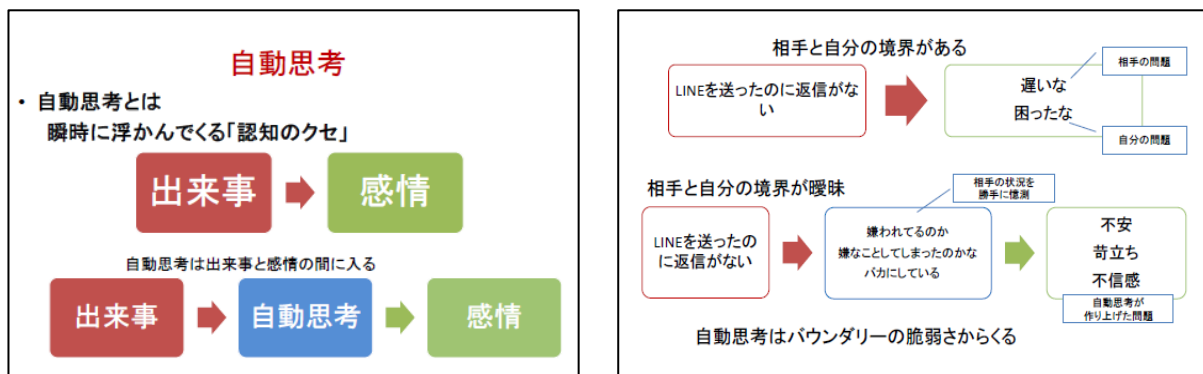 自動思考
・ 自動思考とは
瞬時に浮かんでくる「認知のクセ」
出来事
感情
自動思考は出来事と感情の間に入る
出来事
自動思考
感情
相手と自分の境界がある
LINEを送ったのに返信がな
い
遅いな
困ったな
相手の問題
自分の問題
相手と自分の境界が曖昧
相手の状況を
勝手に憶測
LINEを送ったの
に返信がない
嫌われてるのか
嫌なことしてしまったのかな
バカにしている
不安
苛立ち
不信感
自動思考が
作り上げた問題
自動思考はバウンダリーの脆弱さからくる